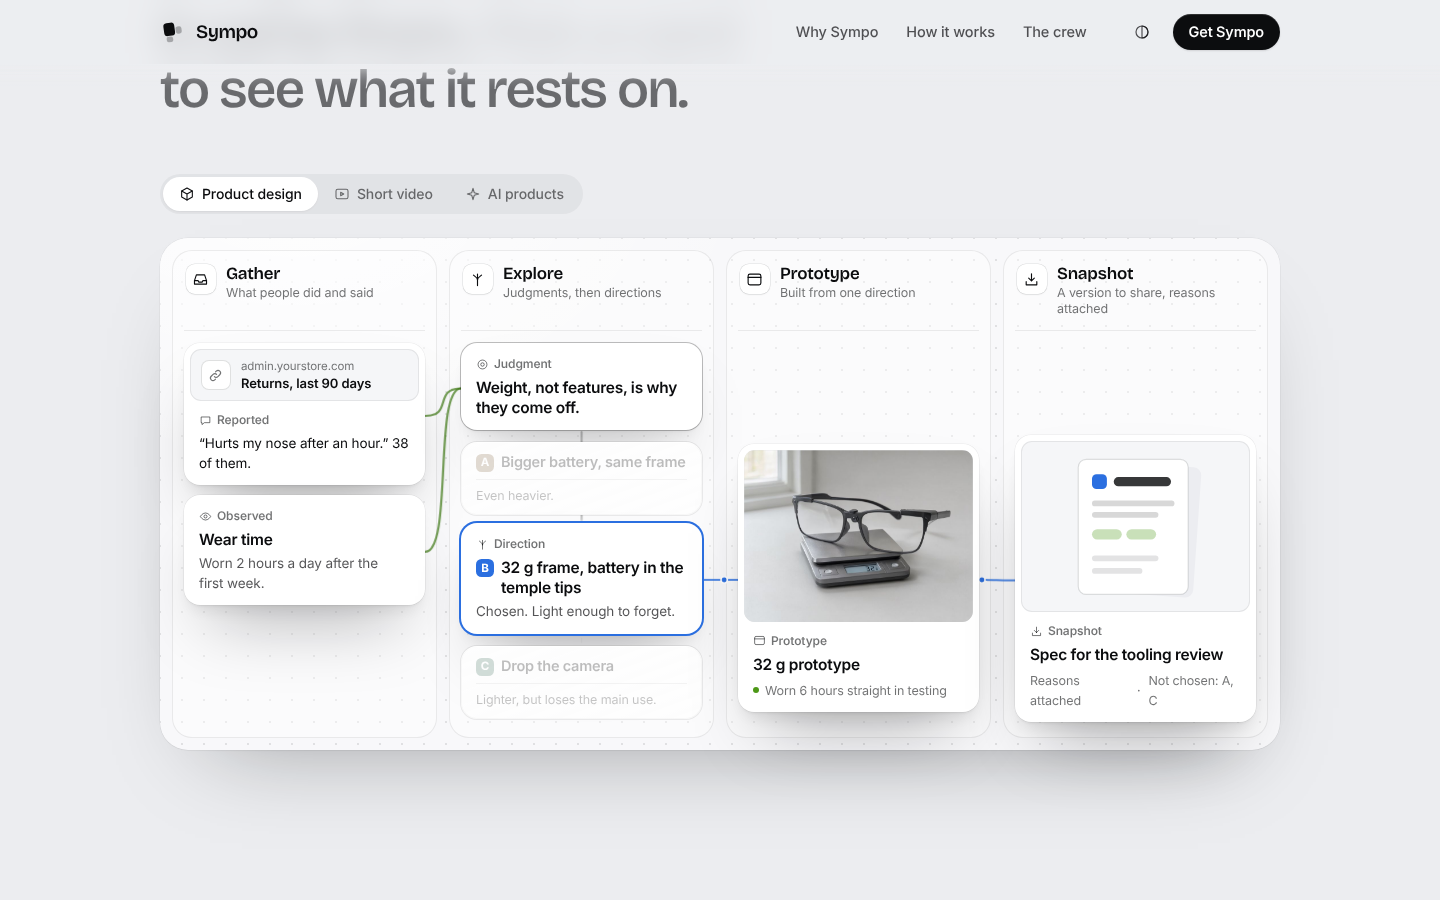 Sympo
Why Sympo
How it works
The crew
Get Sympo
to see what it rests on.
Product design
Short video
AI products
Gather
What people did and said
admin.yourstore.com
Returns, last 90 days
Reported
“Hurts my nose after an hour.” 38
of them.
Observed
Wear time
Worn 2 hours a day after the
first week.
Explore
Judgments, then directions
Judgment
Weight, not features, is why
they come off.
A Bigger battery, same frame
Even heavier.
Direction
B 32 g frame, battery in the
temple tips
Chosen. Light enough to forget.
C Drop the camera
Lighter, but loses the main use.
Prototype
Built from one direction
Prototype
32 g prototype
Worn 6 hours straight in testing
Snapshot
A version to share, reasons
attached
Snapshot
Spec for the tooling review
Reasons
attached
· Not chosen: A,
C